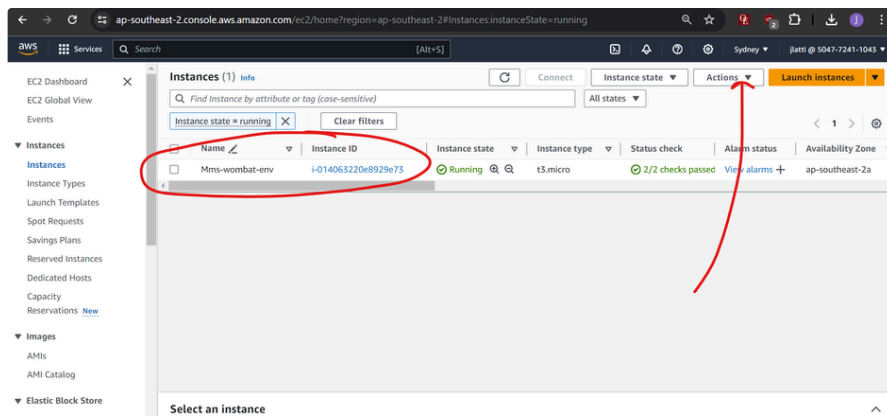 ap-southeast-2.console.aws.amazon.com/ec2/home?region=ap-southeast-2#Instances:instanceState=running
2
J
aws Services Search [Alt+S] Sydney jlatti @ 5047-7241-1043
EC2 Dashboard
EC2 Global View
Events
Instances
Instances
Instance Types
Launch Templates
Spot Requests
Savings Plans
Reserved Instances
Dedicated Hosts
Capacity
Reservations New
Images
AMIs
AMI Catalog
Elastic Block Store
Instances (1) Info
Connect Instance state Actions Launch instances
Find Instance by attribute or tag (case-sensitive) All states
Instance state = running Clear filters
1
Name Instance ID Instance state Instance type Status check Alarm status Availability Zone
Mms-wombat-env i-014063220e8929e73 Running t3.micro 2/2 checks passed View alarms ap-southeast-2a
Select an instance